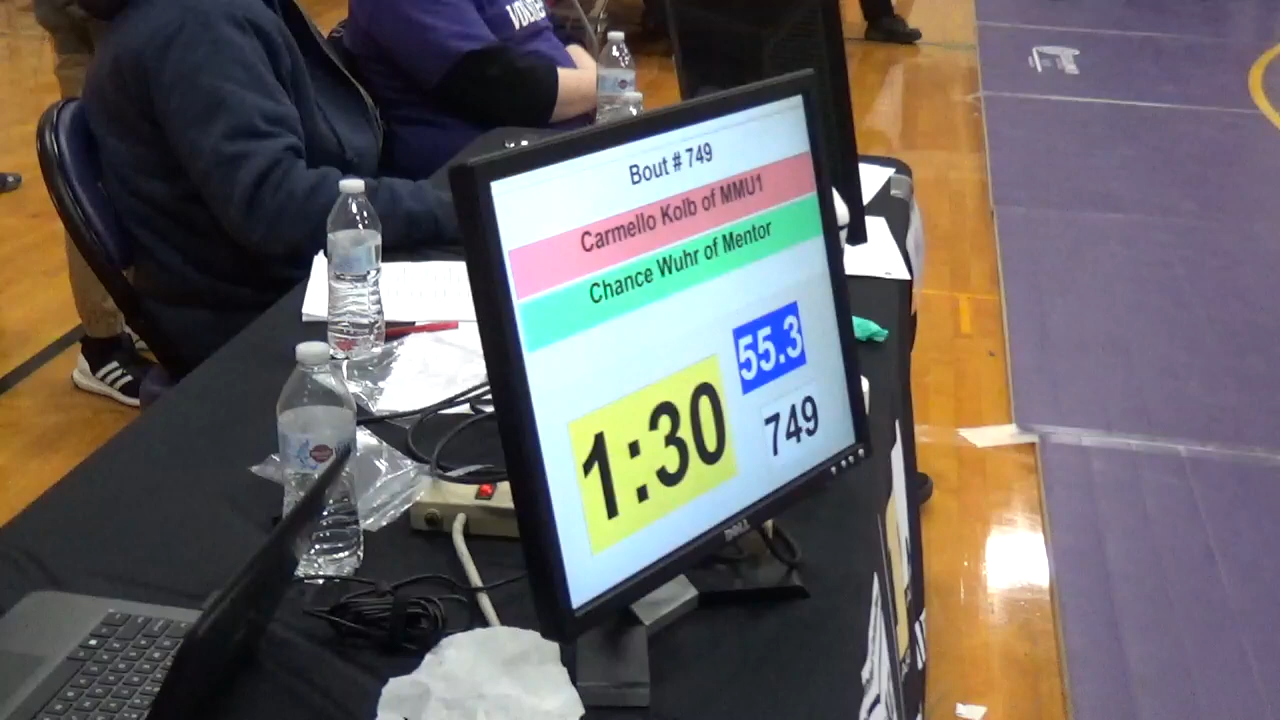 Bout # 749
Carmello Kolb of MMU1
Chance Wuhr of Mentor
55.3
1:30
749
DELL